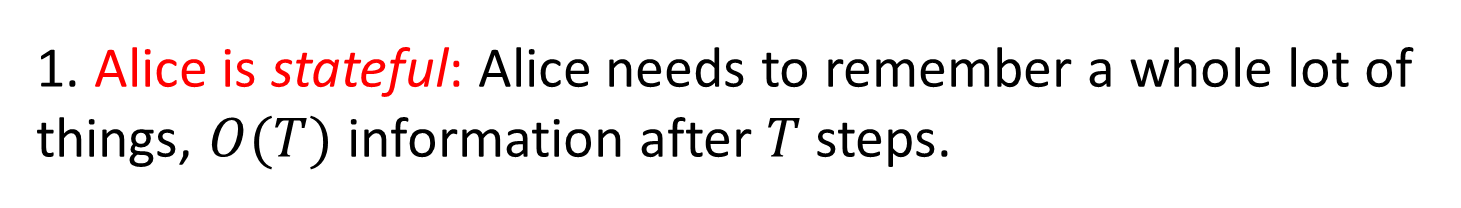 1. Alice is stateful: Alice needs to remember a whole lot of
things, O(T) information after T steps.